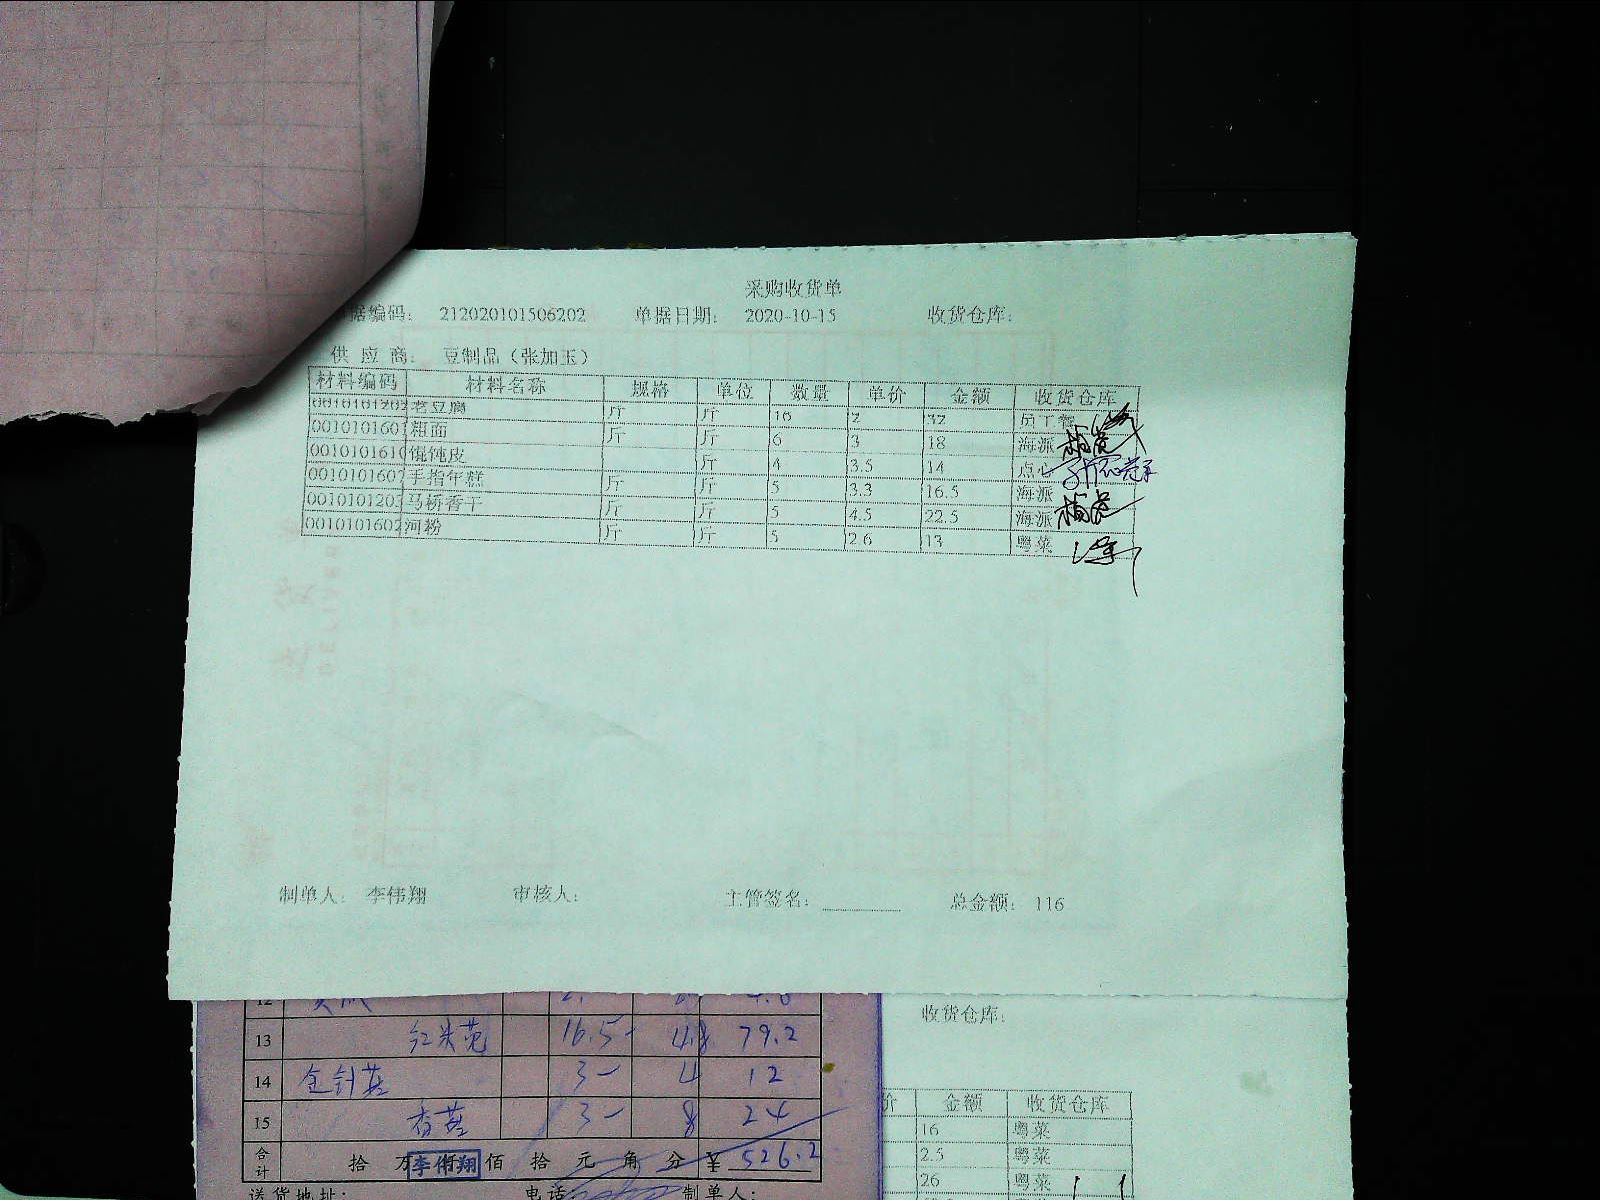 采购收货单
据编码： 212020101506202 单据日期： 2020-10-15 收货仓库：
供 应 商： 豆制品（张加玉）
材料编码 材料名称 规格 单位 数量 单价 金额 收货仓库
0010101202 老豆腐 斤 斤 16 2 32 员工餐
0010101601 粗面 斤 斤 6 3 18 海派
0010101610 馄饨皮 斤 4 3.5 14 点心
0010101607 手指年糕 斤 斤 5 3.3 16.5 海派
0010101203 马桥香干 斤 斤 5 4.5 22.5 海派
0010101602 河粉 斤 斤 5 2.6 13 粤菜
制单人： 李伟翔 审核人： 主管签名： 总金额： 116
12
13 红米苋 16.5 4.8 79.2
14 金针菇 3 4 12
15 香菇 3 8 24
合计 拾 万 仟 佰 拾 元 角 分 ¥ 526.2
李伟翔
送货地址： 电话： 制单人：
收货仓库：
价 金额 收货仓库
16 粤菜
2.5 粤菜
26 粤菜